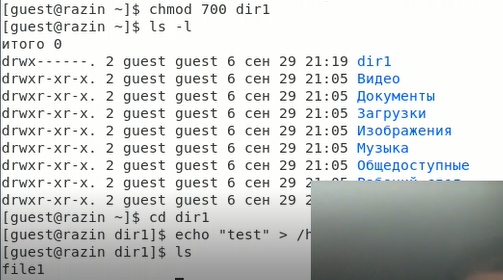 [guest@razin ~]$ chmod 700 dir1
[guest@razin ~]$ ls -l
итого 0
drwx------. 2 guest guest 6 сен 29 21:19 dir1
drwxr-xr-x. 2 guest guest 6 сен 29 21:05 Видео
drwxr-xr-x. 2 guest guest 6 сен 29 21:05 Документы
drwxr-xr-x. 2 guest guest 6 сен 29 21:05 Загрузки
drwxr-xr-x. 2 guest guest 6 сен 29 21:05 Изображения
drwxr-xr-x. 2 guest guest 6 сен 29 21:05 Музыка
drwxr-xr-x. 2 guest guest 6 сен 29 21:05 Общедоступные
drwxr-xr-x. 2 guest guest 6 сен 29 21:05
drwxr-xr-x. 2 guest guest 6 сен 29
[guest@razin ~]$ cd dir1
[guest@razin dir1]$ echo "test" >
[guest@razin dir1]$ ls
file1